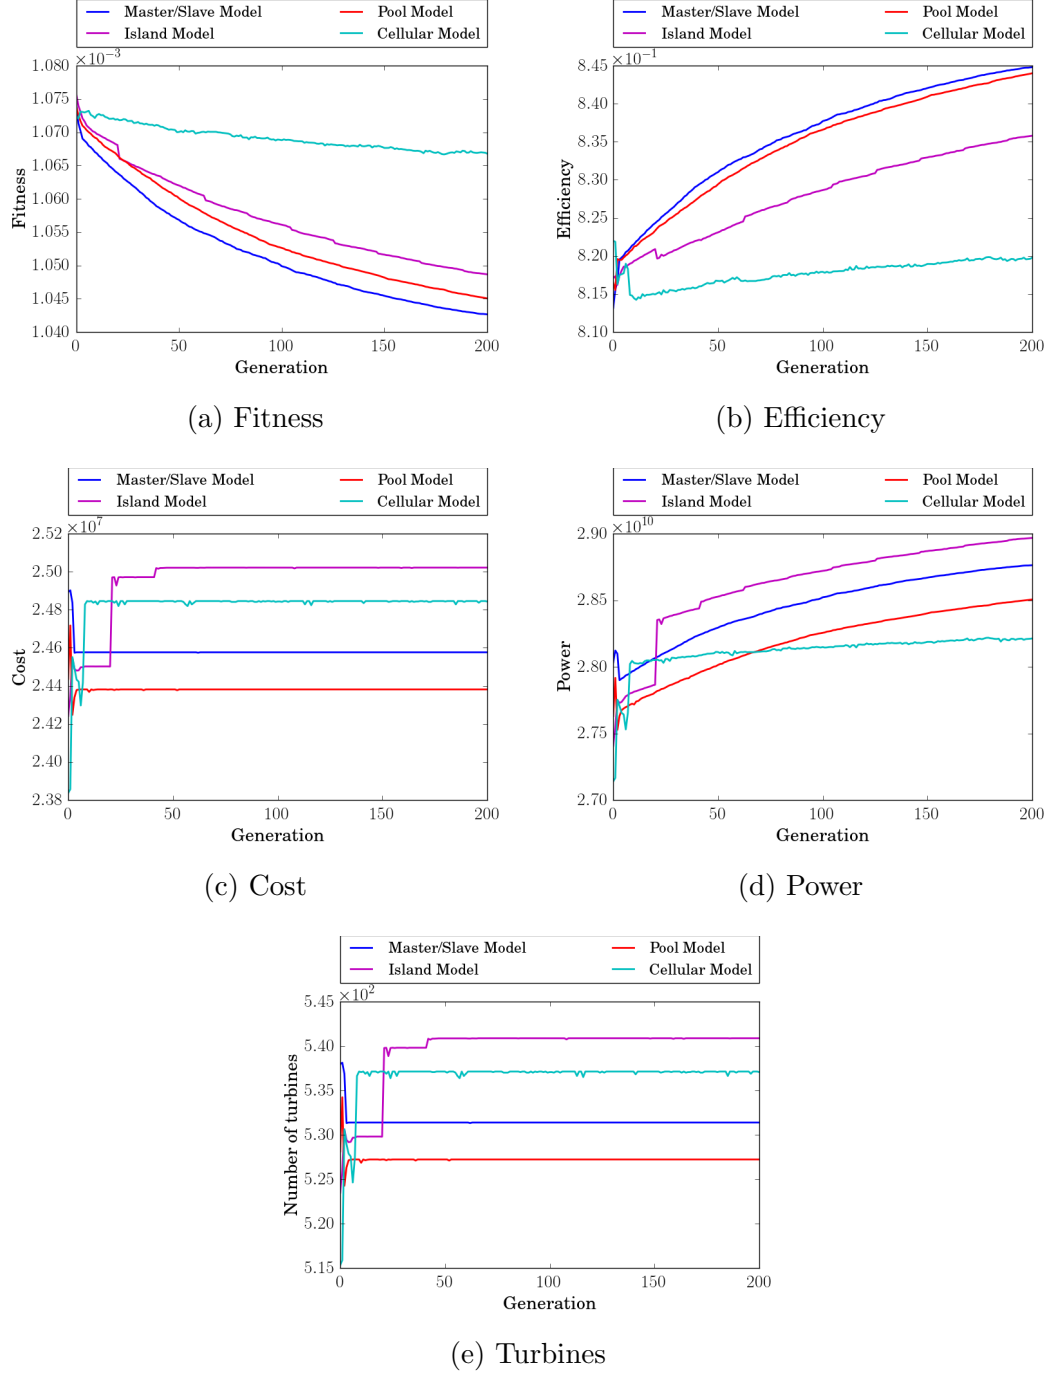 Master/Slave Model Pool Model
Island Model Cellular Model
×10⁻³
1.080
1.075
1.070
1.065
1.060
1.055
1.050
1.045
1.040
Fitness
0 50 100 150 200
Generation
(a) Fitness
Master/Slave Model Pool Model
Island Model Cellular Model
×10⁻¹
8.45
8.40
8.35
8.30
8.25
8.20
8.15
8.10
Efficiency
0 50 100 150 200
Generation
(b) Efficiency
Master/Slave Model Pool Model
Island Model Cellular Model
×10⁷
2.52
2.50
2.48
2.46
2.44
2.42
2.40
2.38
Cost
0 50 100 150 200
Generation
(c) Cost
Master/Slave Model Pool Model
Island Model Cellular Model
×10¹⁰
2.90
2.85
2.80
2.75
2.70
Power
0 50 100 150 200
Generation
(d) Power
Master/Slave Model Pool Model
Island Model Cellular Model
×10²
5.45
5.40
5.35
5.30
5.25
5.20
5.15
Number of turbines
0 50 100 150 200
Generation
(e) Turbines